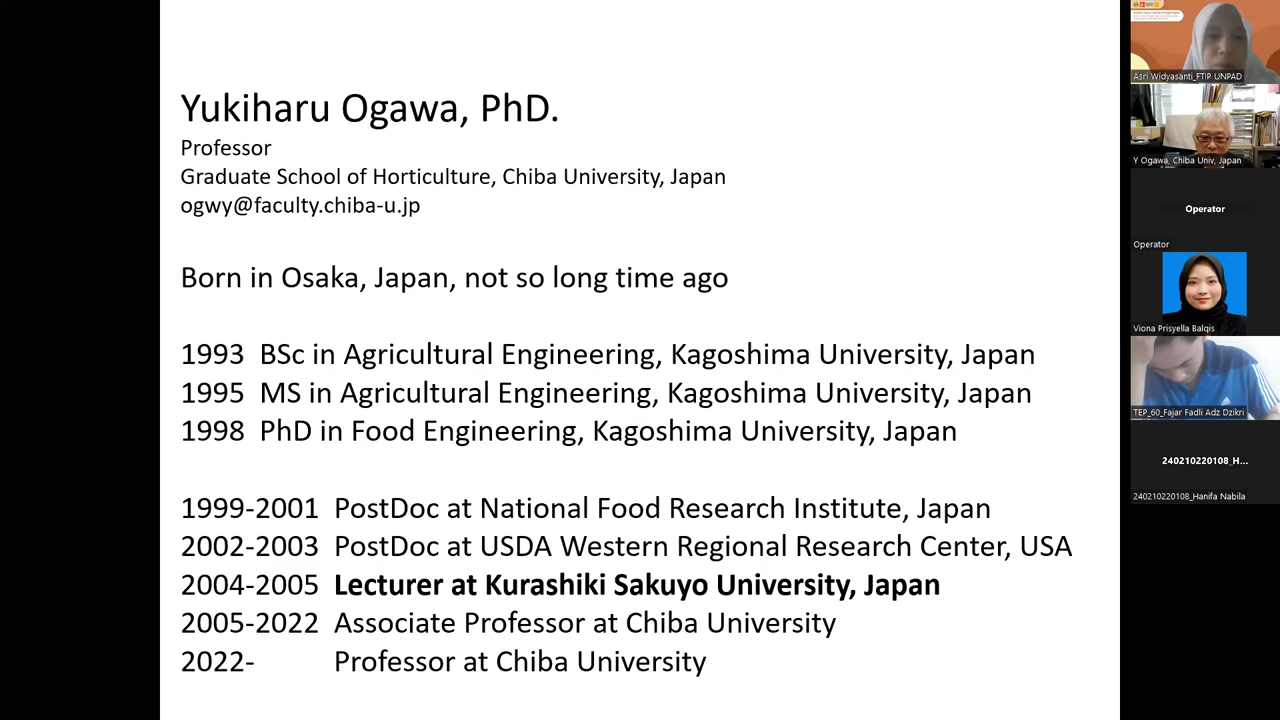 Yukiharu Ogawa, PhD.
Professor
Graduate School of Horticulture, Chiba University, Japan
ogwy@faculty.chiba-u.jp
Born in Osaka, Japan, not so long time ago
1993 BSc in Agricultural Engineering, Kagoshima University, Japan
1995 MS in Agricultural Engineering, Kagoshima University, Japan
1998 PhD in Food Engineering, Kagoshima University, Japan
1999-2001 PostDoc at National Food Research Institute, Japan
2002-2003 PostDoc at USDA Western Regional Research Center, USA
2004-2005 Lecturer at Kurashiki Sakuyo University, Japan
2005-2022 Associate Professor at Chiba University
2022- Professor at Chiba University
Asri Widyasanti_FTIP UNPAD
Y Ogawa, Chiba Univ, Japan
Operator
Operator
Viona Prisyella Balqis
TEP_60_Fajar Fadli Adz Dzikri
240210220108_H...
240210220108_Hanifa Nabila